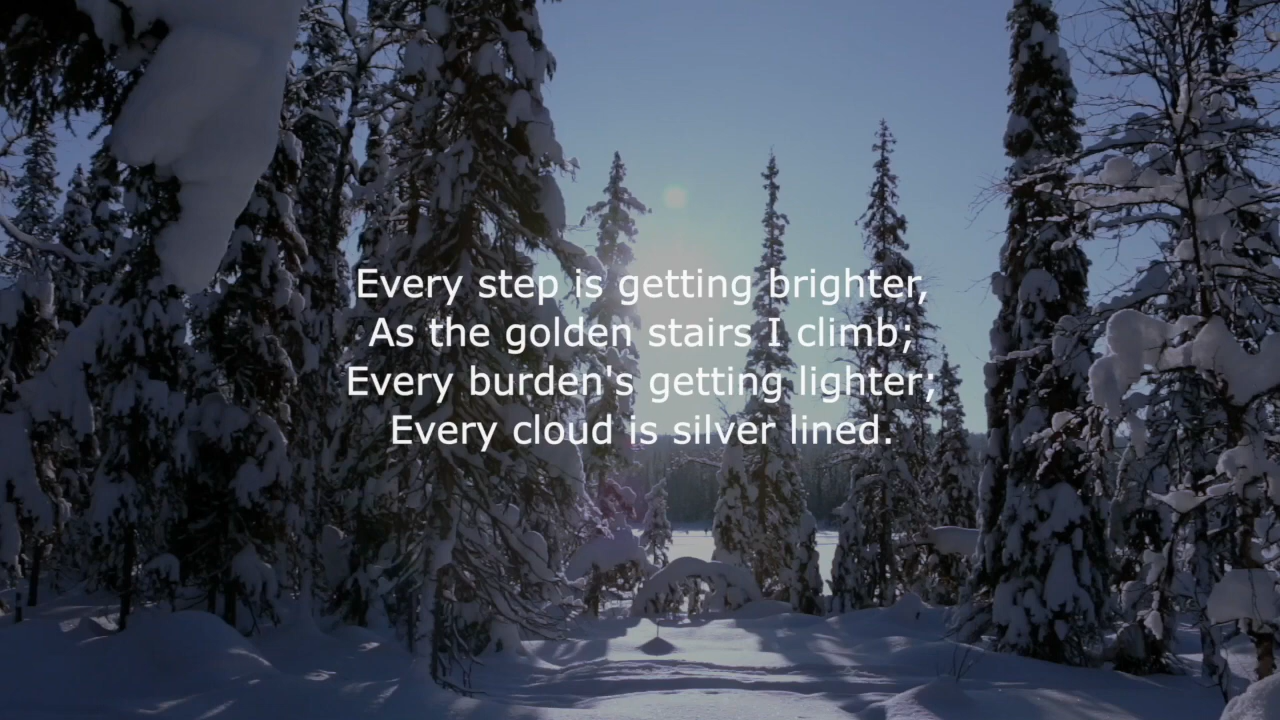 Every step is getting brighter,
As the golden stairs I climb;
Every burden's getting lighter;
Every cloud is silver lined.